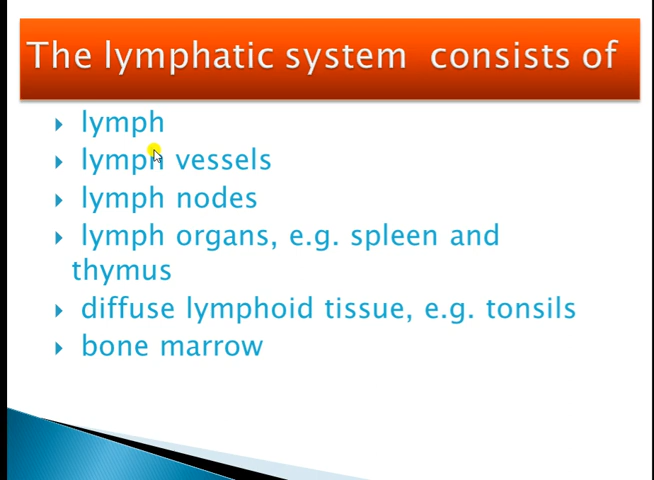 The lymphatic system consists of
lymph
lymph vessels
lymph nodes
lymph organs, e.g. spleen and
thymus
diffuse lymphoid tissue, e.g. tonsils
bone marrow